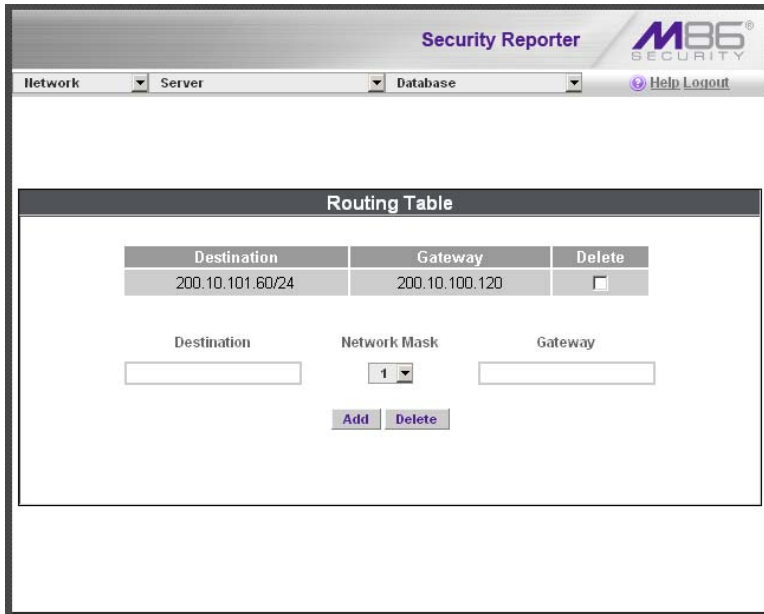 Security Reporter
M86®
SECURITY
Network Server Database Help Logout
Routing Table
Destination Gateway Delete
200.10.101.60/24 200.10.100.120
Destination Network Mask Gateway
1
Add Delete